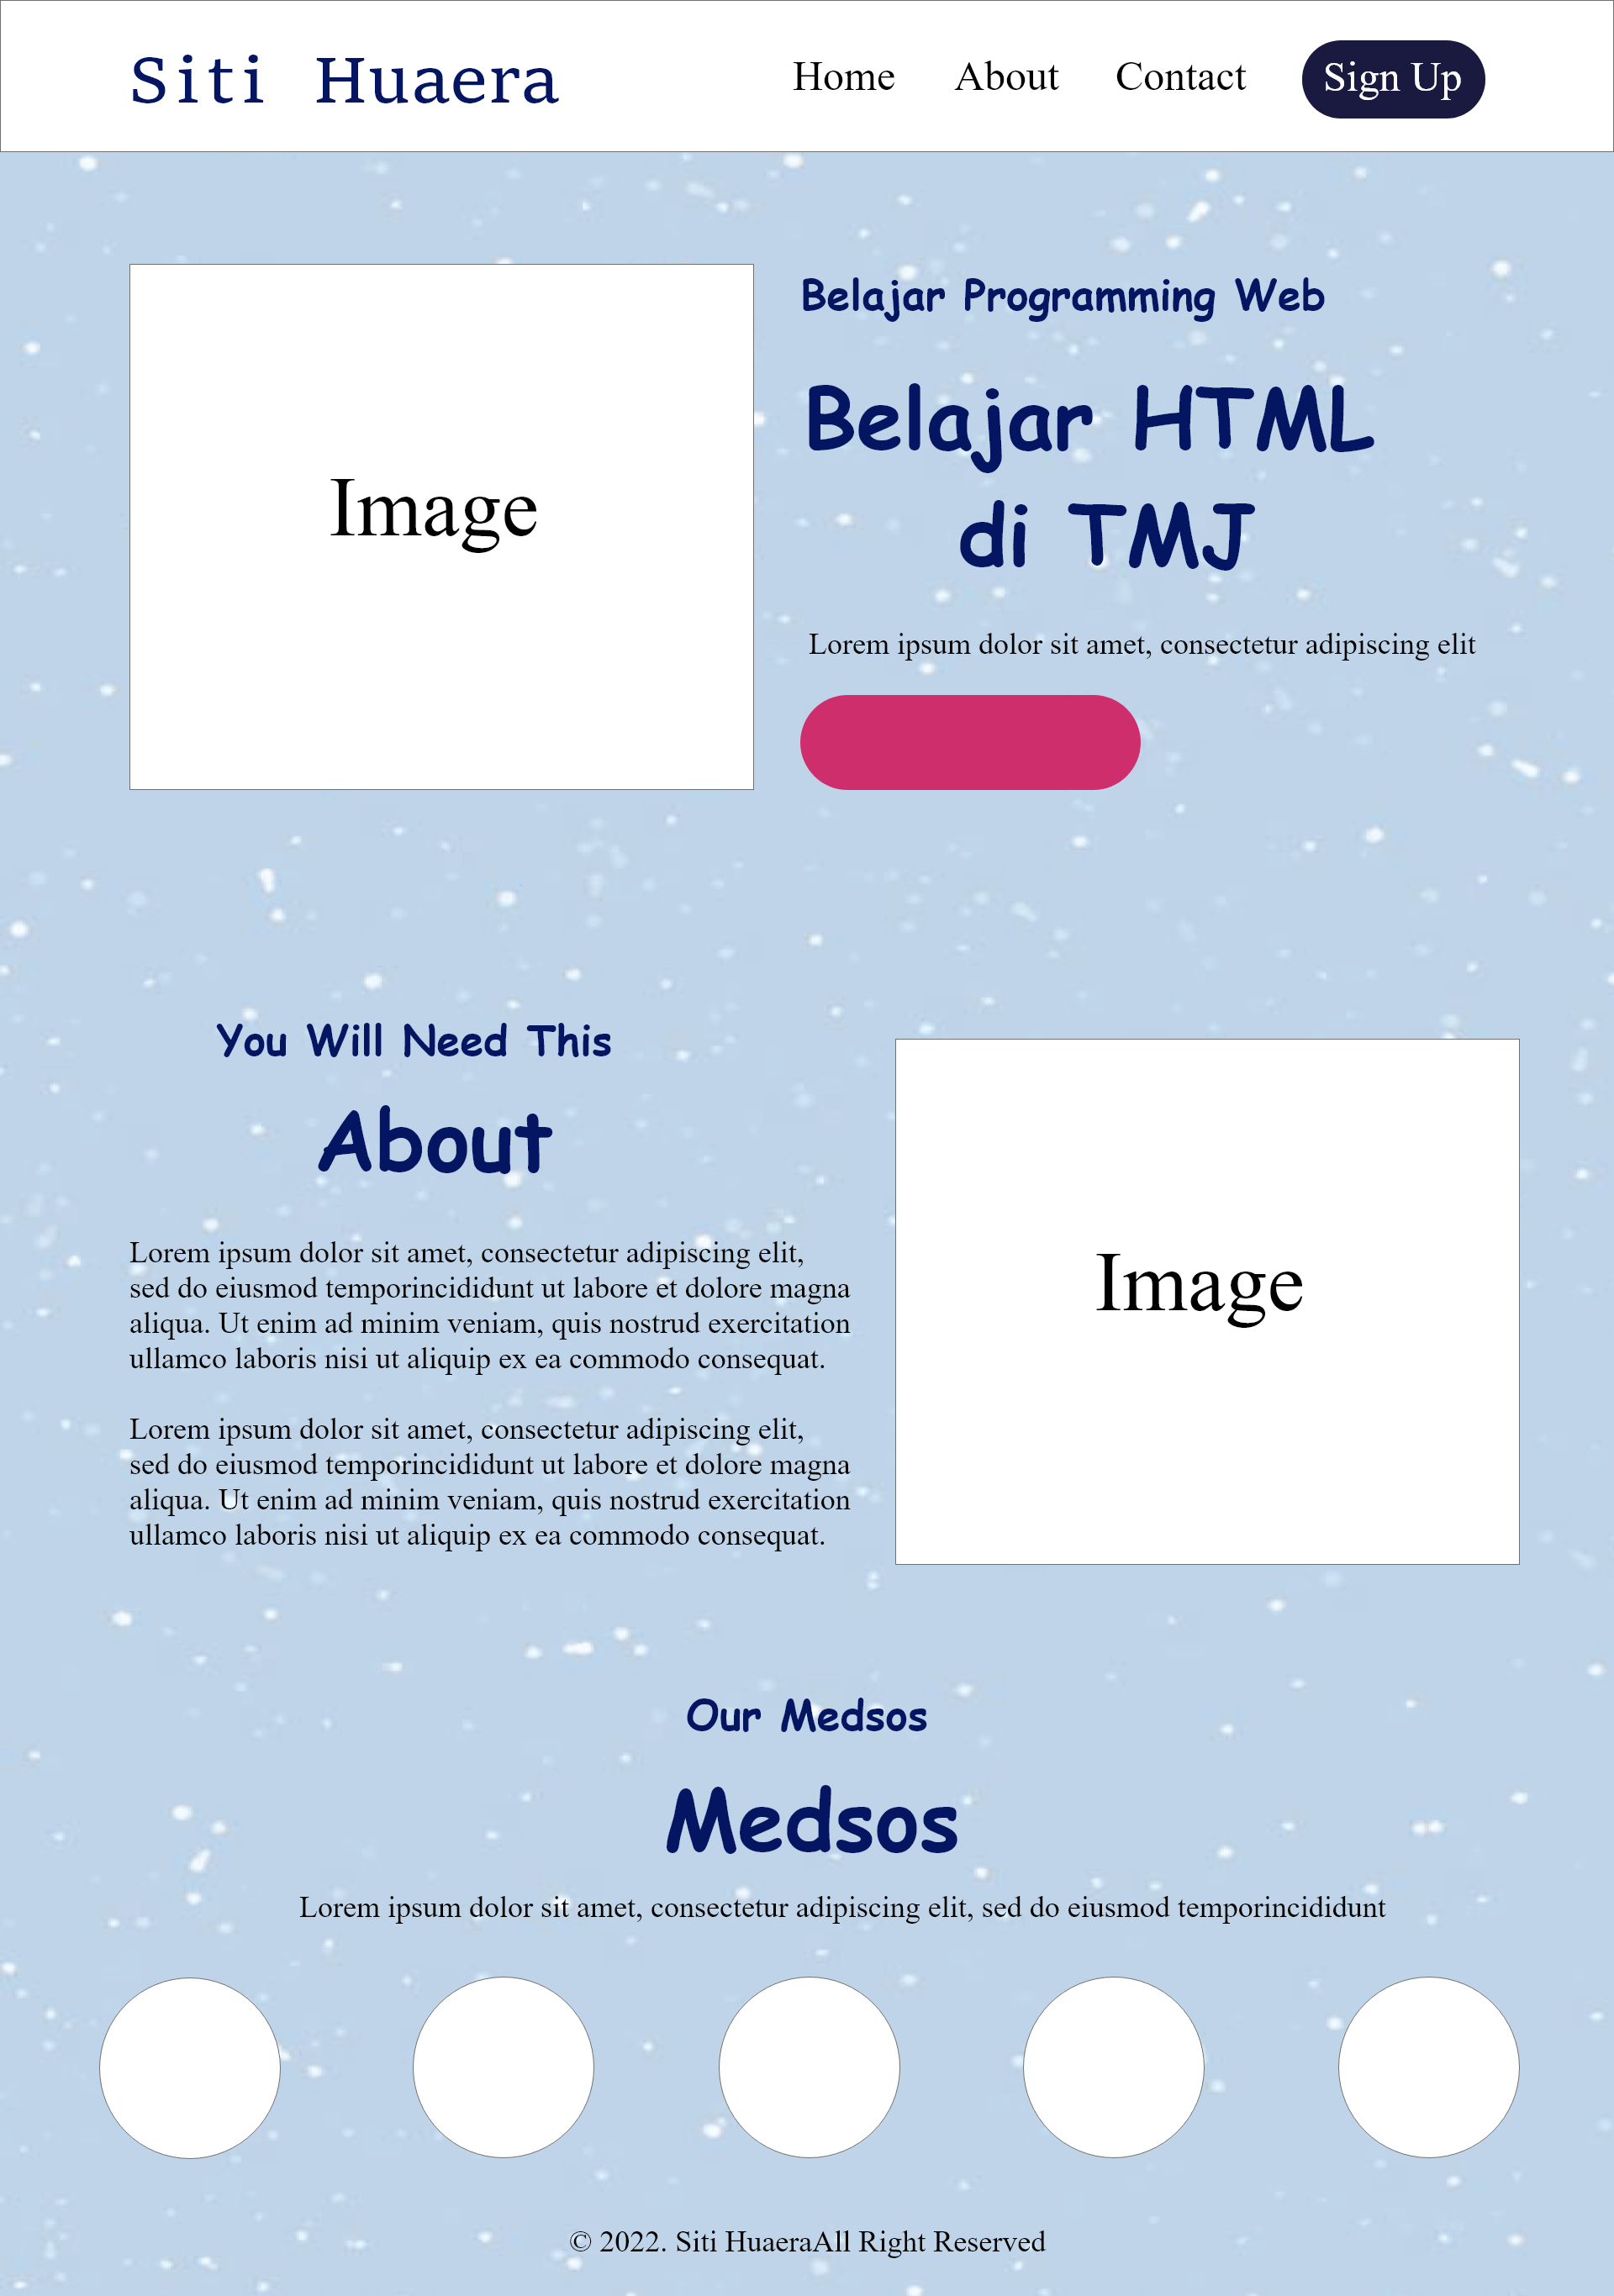 Siti Huaera
Home About Contact Sign Up
Belajar Programming Web
Belajar HTML
di TMJ
Image
Lorem ipsum dolor sit amet, consectetur adipiscing elit
You Will Need This
About
Lorem ipsum dolor sit amet, consectetur adipiscing elit,
sed do eiusmod temporincididunt ut labore et dolore magna
aliqua. Ut enim ad minim veniam, quis nostrud exercitation
ullamco laboris nisi ut aliquip ex ea commodo consequat.
Lorem ipsum dolor sit amet, consectetur adipiscing elit,
sed do eiusmod temporincididunt ut labore et dolore magna
aliqua. Ut enim ad minim veniam, quis nostrud exercitation
ullamco laboris nisi ut aliquip ex ea commodo consequat.
Image
Our Medsos
Medsos
Lorem ipsum dolor sit amet, consectetur adipiscing elit, sed do eiusmod temporincididunt
© 2022. Siti HuaeraAll Right Reserved